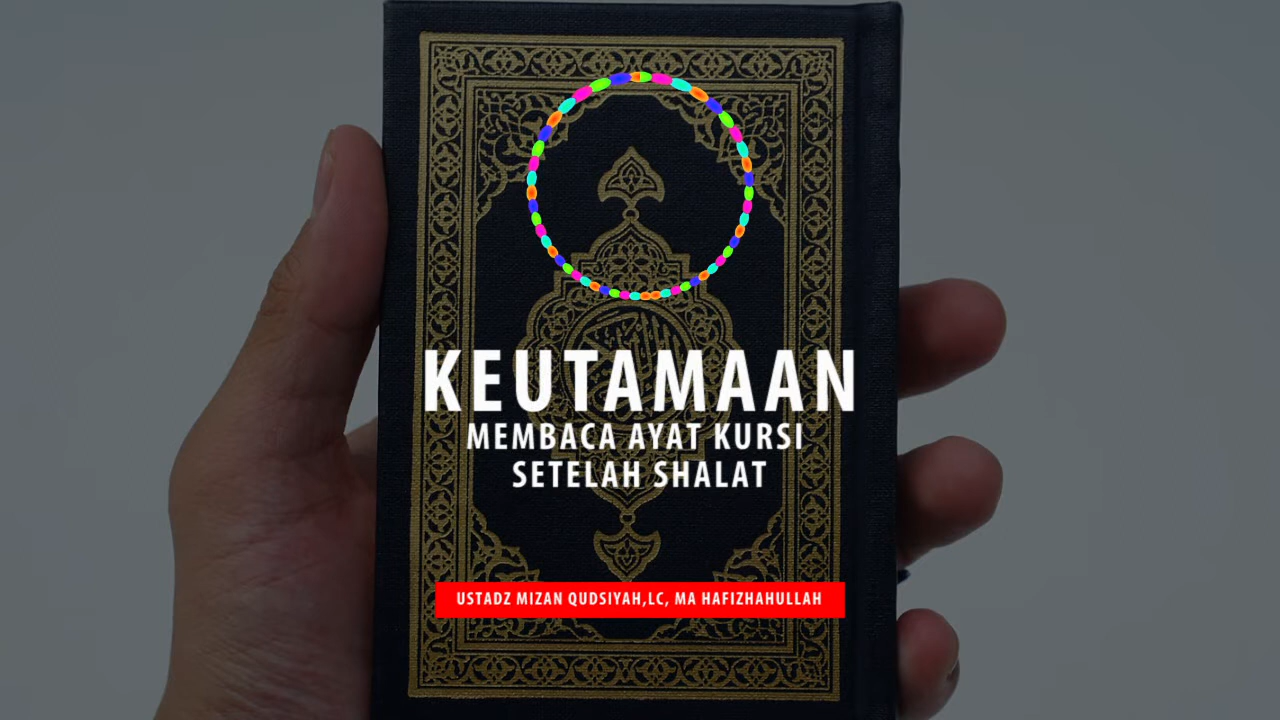 KEUTAMAAN
MEMBACA AYAT KURSI
SETELAH SHALAT
USTADZ MIZAN QUDSIYAH,LC, MA HAFIZHAHULLAH